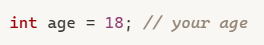 int age = 18; // your age